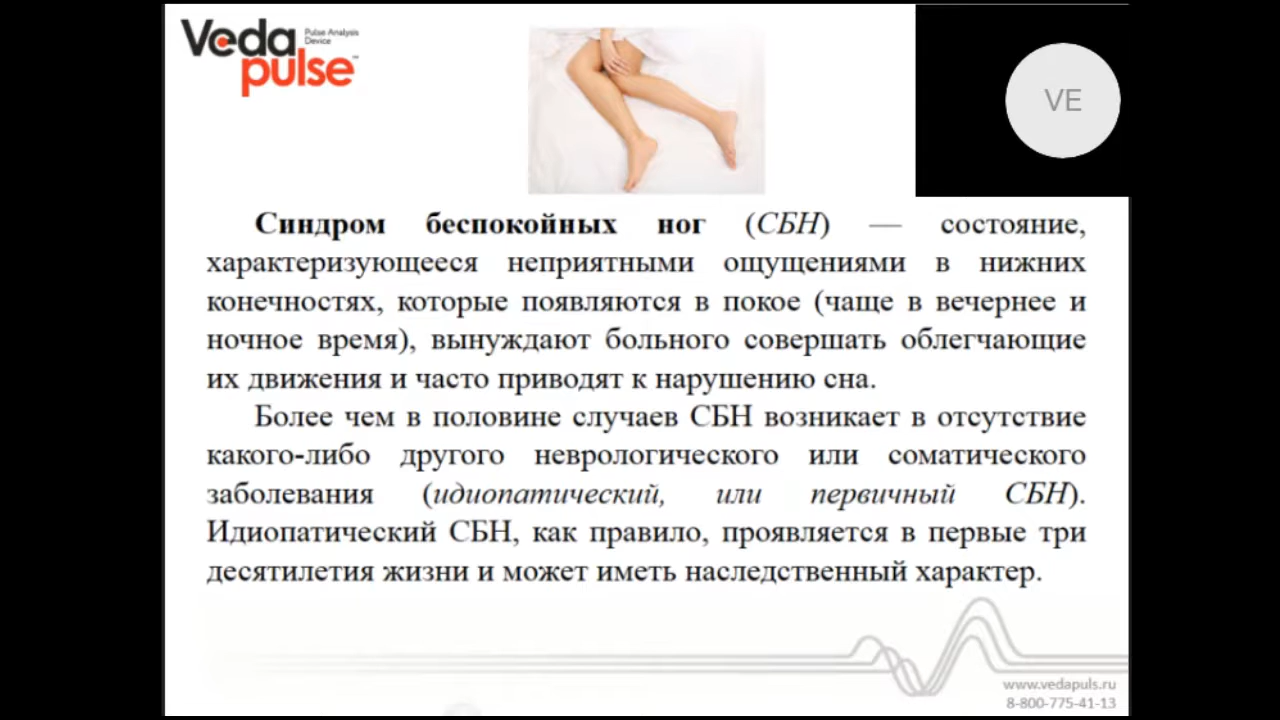 Veda
Pulse Analysis
Device
pulse
VE
Синдром беспокойных ног (СБН) — состояние,
характеризующееся неприятными ощущениями в нижних
конечностях, которые появляются в покое (чаще в вечернее и
ночное время), вынуждают больного совершать облегчающие
их движения и часто приводят к нарушению сна.
Более чем в половине случаев СБН возникает в отсутствие
какого-либо другого неврологического или соматического
заболевания (идиопатический, или первичный СБН).
Идиопатический СБН, как правило, проявляется в первые три
десятилетия жизни и может иметь наследственный характер.
www.vedapuls.ru
8-800-775-41-13